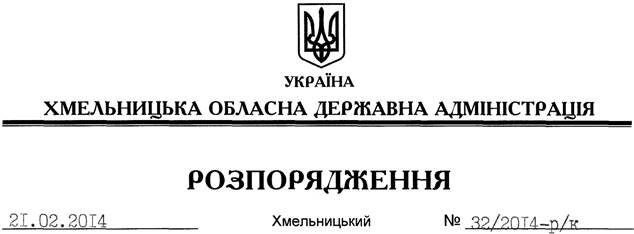 УКРАЇНА
ХМЕЛЬНИЦЬКА ОБЛАСНА ДЕРЖАВНА АДМІНІСТРАЦІЯ
РОЗПОРЯДЖЕННЯ
21.02.2014 Хмельницький № 32/2014-р/к